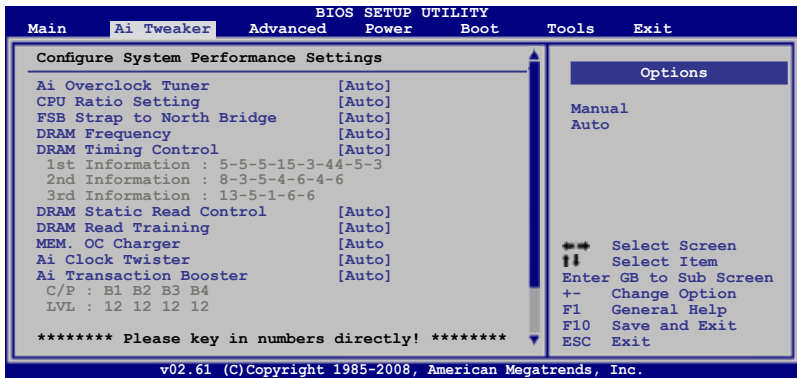 BIOS SETUP UTILITY
Main Ai Tweaker Advanced Power Boot Tools Exit
Configure System Performance Settings
Ai Overclock Tuner [Auto]
CPU Ratio Setting [Auto]
FSB Strap to North Bridge [Auto]
DRAM Frequency [Auto]
DRAM Timing Control [Auto]
1st Information : 5-5-5-15-3-44-5-3
2nd Information : 8-3-5-4-6-4-6
3rd Information : 13-5-1-6-6
DRAM Static Read Control [Auto]
DRAM Read Training [Auto]
MEM. OC Charger [Auto
Ai Clock Twister [Auto]
Ai Transaction Booster [Auto]
C/P : B1 B2 B3 B4
LVL : 12 12 12 12
******** Please key in numbers directly! ********
Options
Manual
Auto
Select Screen
Select Item
Enter GB to Sub Screen
+- Change Option
F1 General Help
F10 Save and Exit
ESC Exit
v02.61 (C)Copyright 1985-2008, American Megatrends, Inc.